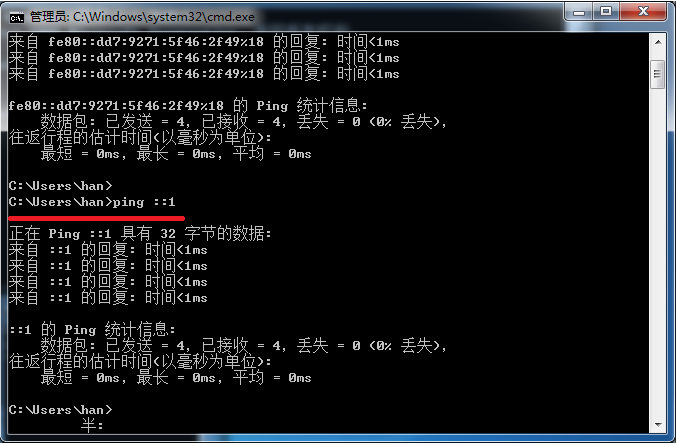 管理员: C:\Windows\system32\cmd.exe
来自 fe80::dd7:9271:5f46:2f49%18 的回复: 时间<1ms
来自 fe80::dd7:9271:5f46:2f49%18 的回复: 时间<1ms
来自 fe80::dd7:9271:5f46:2f49%18 的回复: 时间<1ms
fe80::dd7:9271:5f46:2f49%18 的 Ping 统计信息:
数据包: 已发送 = 4, 已接收 = 4, 丢失 = 0 (0% 丢失),
往返行程的估计时间(以毫秒为单位):
最短 = 0ms, 最长 = 0ms, 平均 = 0ms
C:\Users\han>
C:\Users\han>ping ::1
正在 Ping ::1 具有 32 字节的数据:
来自 ::1 的回复: 时间<1ms
来自 ::1 的回复: 时间<1ms
来自 ::1 的回复: 时间<1ms
来自 ::1 的回复: 时间<1ms
::1 的 Ping 统计信息:
数据包: 已发送 = 4, 已接收 = 4, 丢失 = 0 (0% 丢失),
往返行程的估计时间(以毫秒为单位):
最短 = 0ms, 最长 = 0ms, 平均 = 0ms
C:\Users\han>
半: